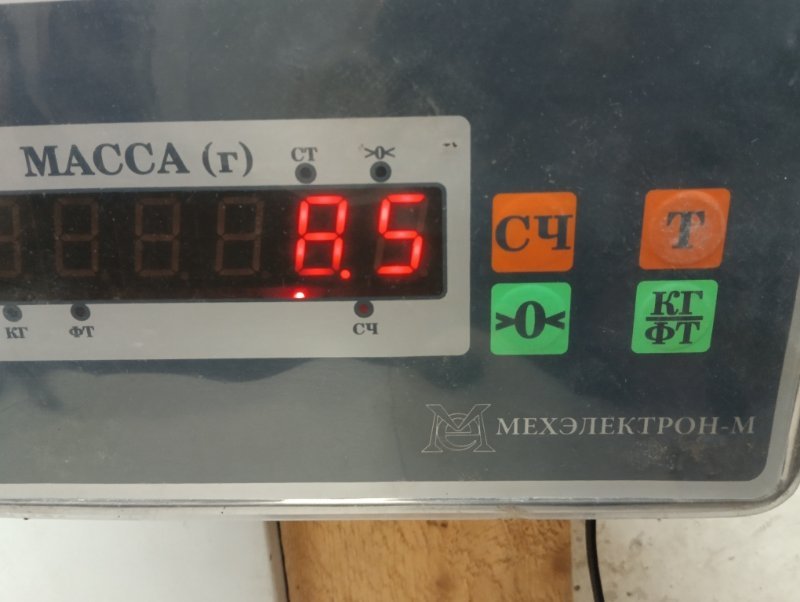 МАССА (г) СТ >0<
8.5
КГ ФТ СЧ
СЧ Т
>0< КГ
ФТ
МЕХЭЛЕКТРОН-М